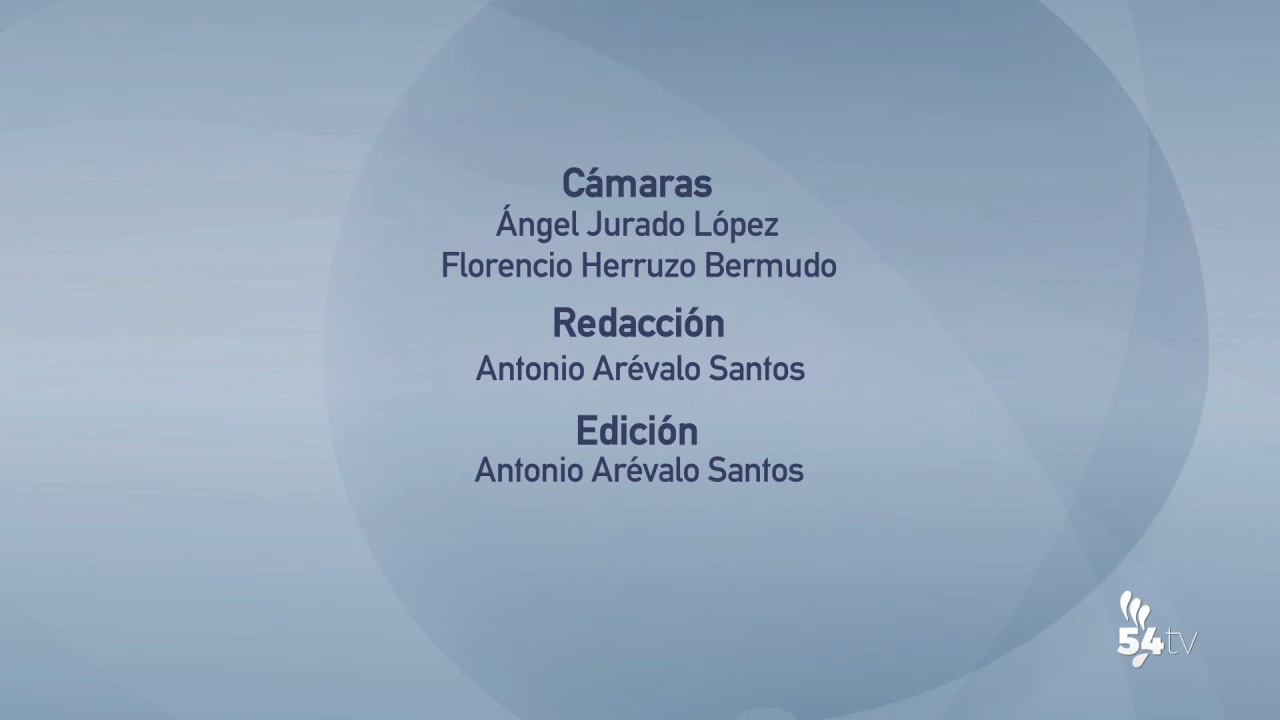 Cámaras
Ángel Jurado López
Florencio Herruzo Bermudo
Redacción
Antonio Arévalo Santos
Edición
Antonio Arévalo Santos
54tv